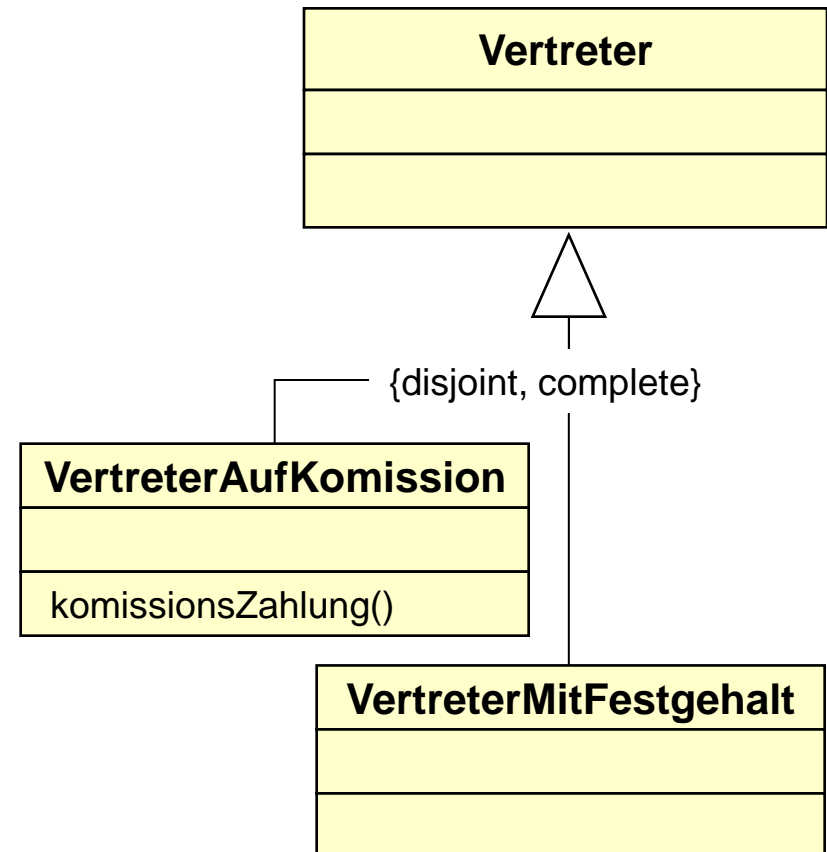 Vertreter
{disjoint, complete}
VertreterAufKomission
komissionsZahlung()
VertreterMitFestgehalt